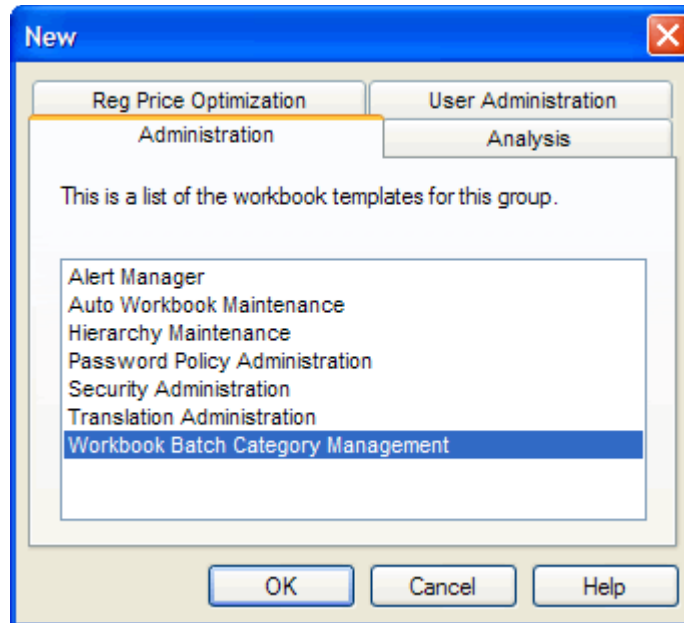 New
Reg Price Optimization
User Administration
Administration
Analysis
This is a list of the workbook templates for this group.
Alert Manager
Auto Workbook Maintenance
Hierarchy Maintenance
Password Policy Administration
Security Administration
Translation Administration
Workbook Batch Category Management
OK
Cancel
Help